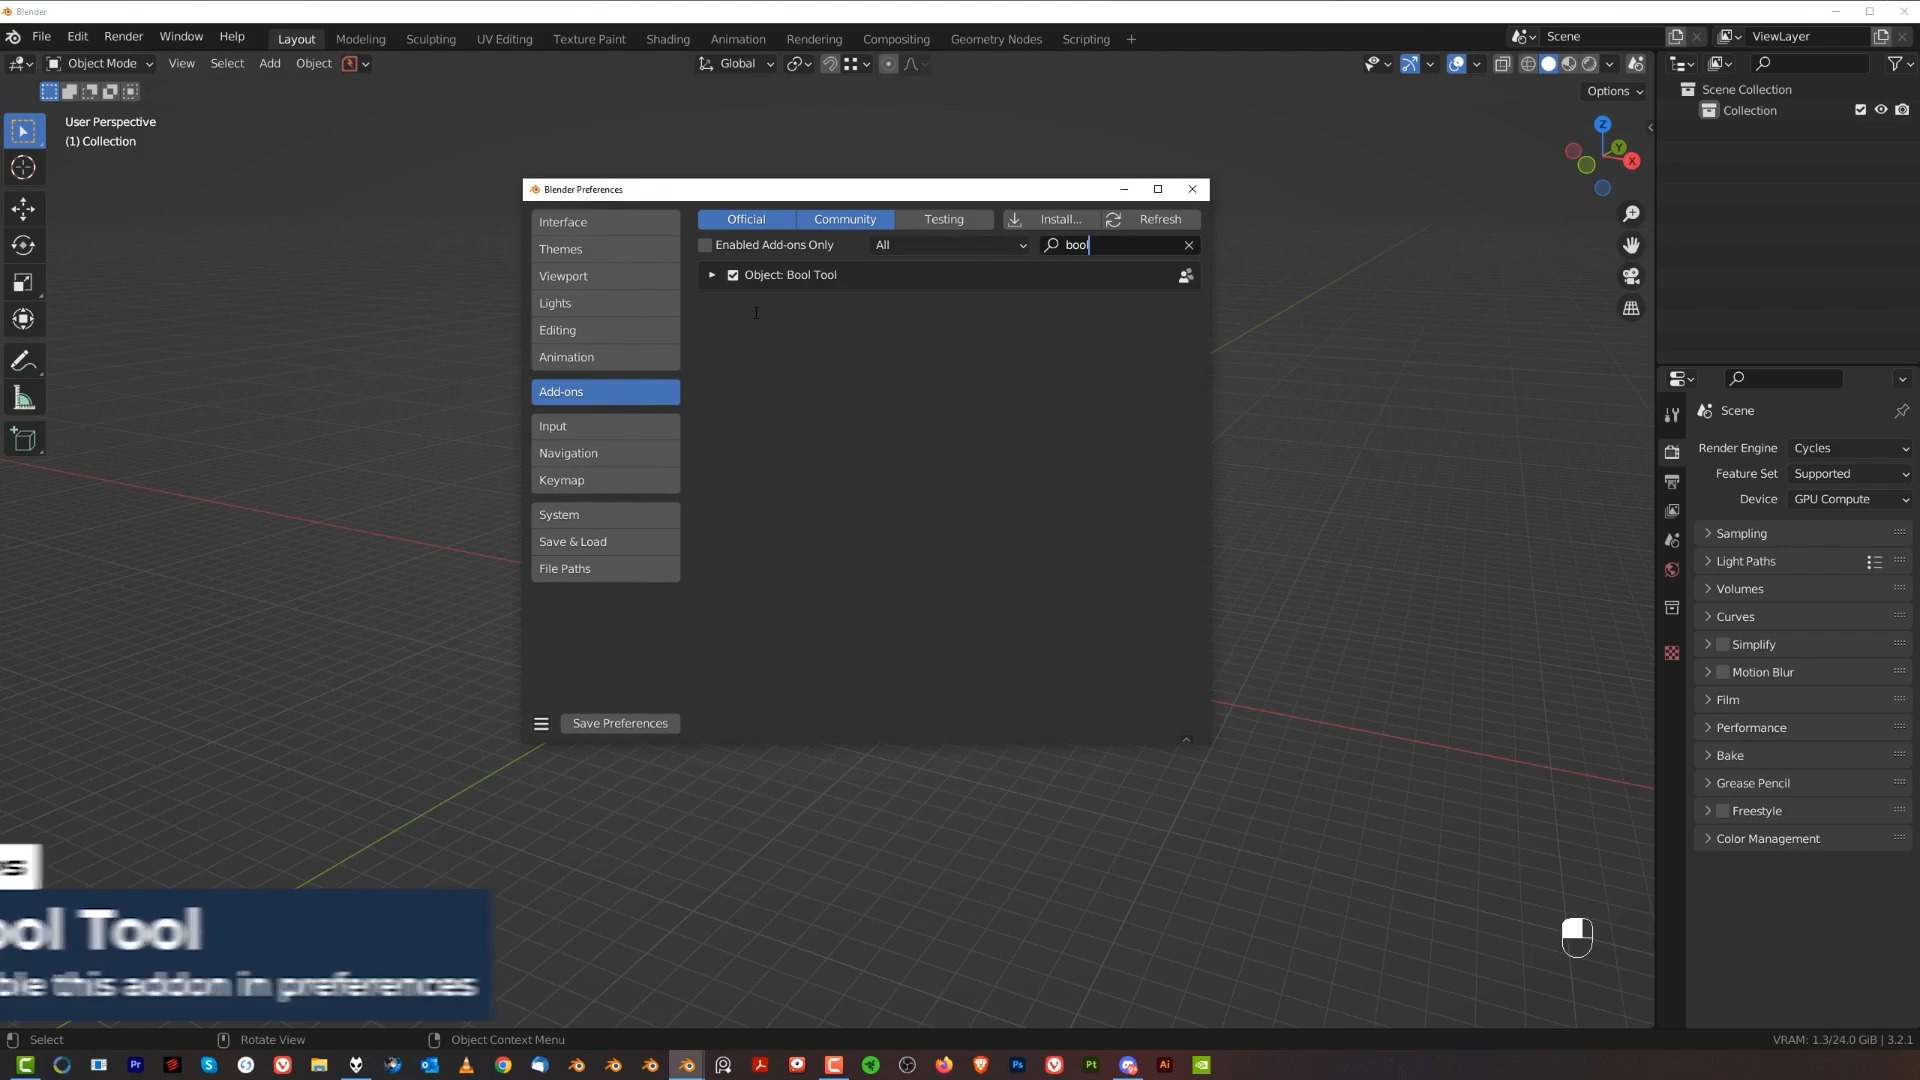 Blender
File Edit Render Window Help Layout Modeling Sculpting UV Editing Texture Paint Shading Animation Rendering Compositing Geometry Nodes Scripting + Scene ViewLayer
Object Mode View Select Add Object Global
Options
User Perspective
(1) Collection
Z
Y
X
Scene Collection
Collection
Blender Preferences
Interface
Themes
Viewport
Lights
Editing
Animation
Add-ons
Input
Navigation
Keymap
System
Save & Load
File Paths
Save Preferences
Official Community Testing Install... Refresh
Enabled Add-ons Only All bool
Object: Bool Tool
Scene
Render Engine Cycles
Feature Set Supported
Device GPU Compute
Sampling
Light Paths
Volumes
Curves
Simplify
Motion Blur
Film
Performance
Bake
Grease Pencil
Freestyle
Color Management
ool Tool
ble this addon in preferences
Select Rotate View Object Context Menu VRAM: 1.3/24.0 GiB | 3.2.1
Pr S Ps Pt Ai